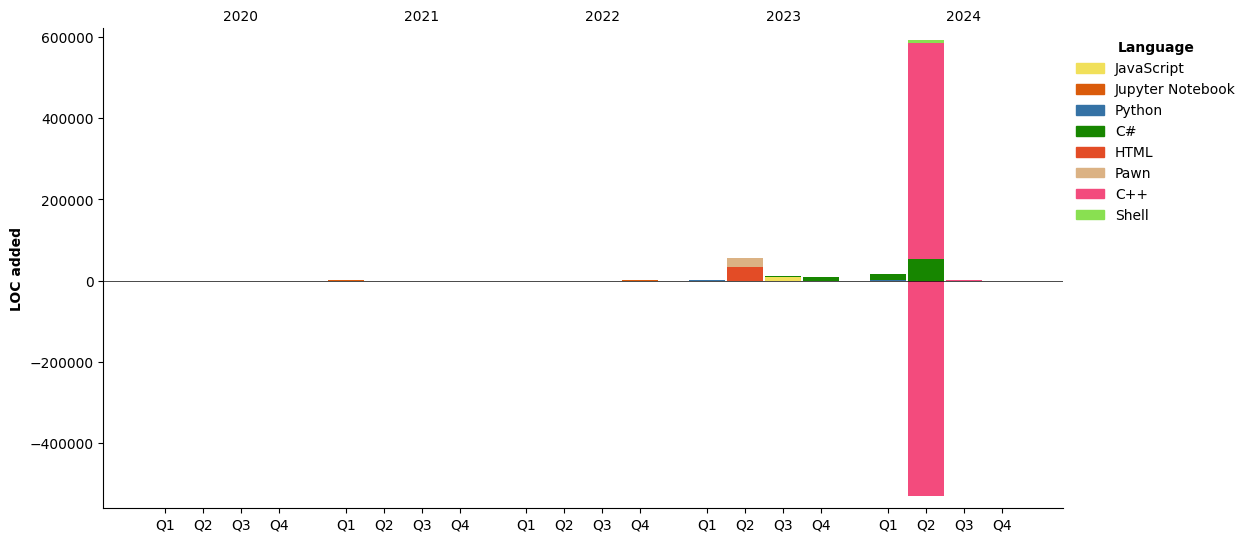 2020 2021 2022 2023 2024
Language
JavaScript
Jupyter Notebook
Python
C#
HTML
Pawn
C++
Shell
LOC added
600000
400000
200000
0
−200000
−400000
Q1 Q2 Q3 Q4 Q1 Q2 Q3 Q4 Q1 Q2 Q3 Q4 Q1 Q2 Q3 Q4 Q1 Q2 Q3 Q4